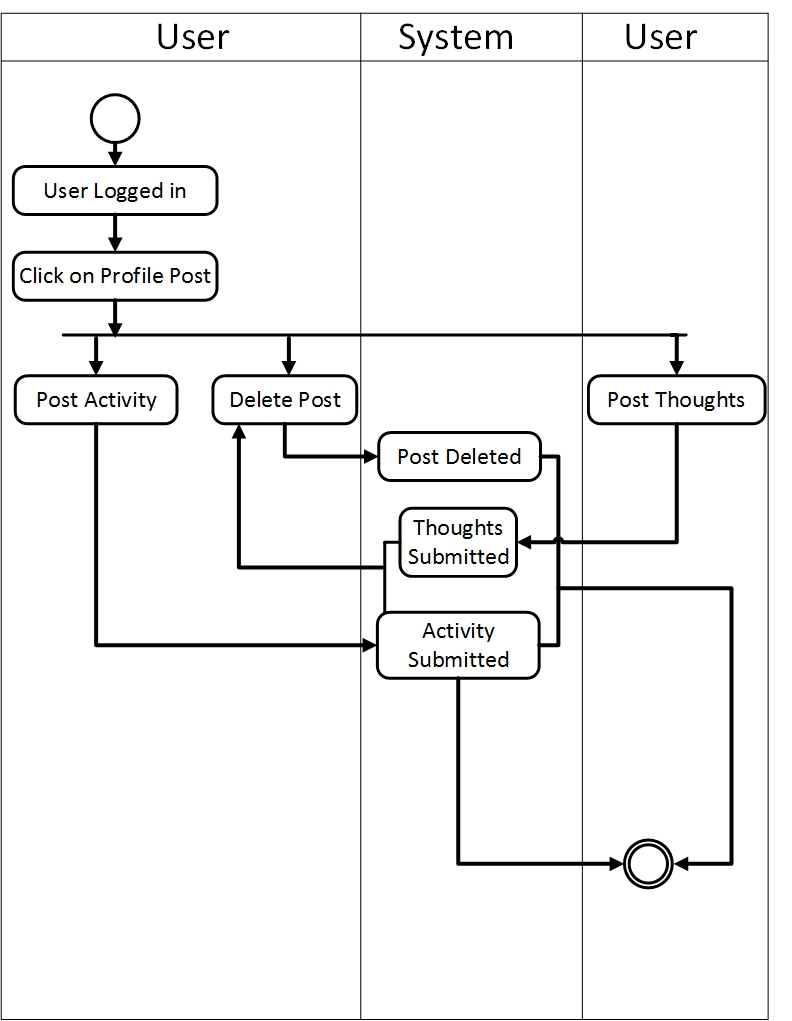 User
System
User
User Logged in
Click on Profile Post
Post Activity
Delete Post
Post Thoughts
Post Deleted
Thoughts
Submitted
Activity
Submitted